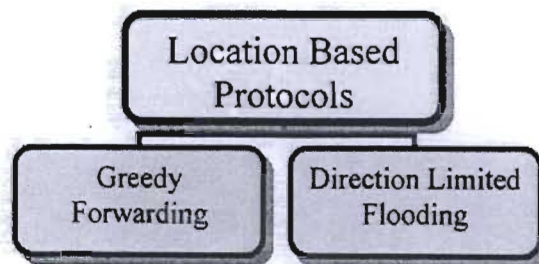 Location Based
Protocols
Greedy
Forwarding
Direction Limited
Flooding